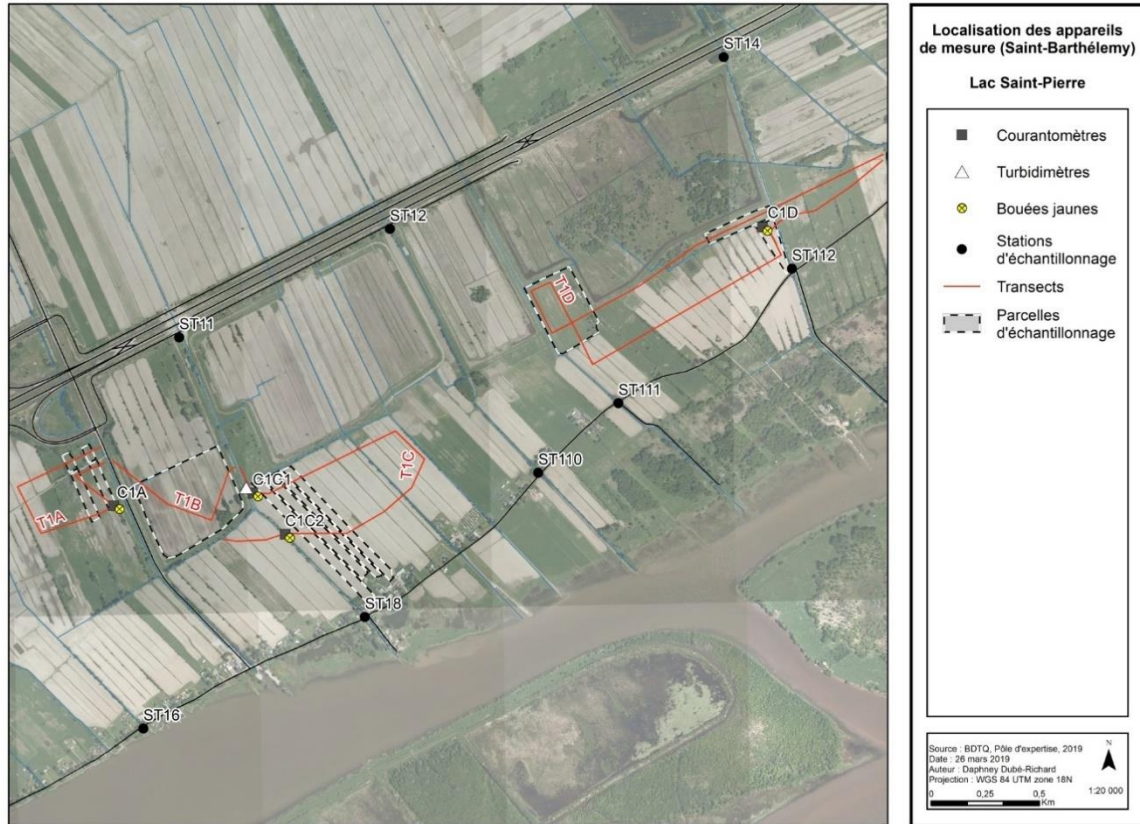 ST14
ST12
C1D
ST112
T1D
ST11
ST111
T1C
ST110
C1A
T1A
T1B
C1C1
C1C2
ST18
ST16
Localisation des appareils
de mesure (Saint-Barthélemy)
Lac Saint-Pierre
Courantomètres
Turbidimètres
Bouées jaunes
Stations
d'échantillonnage
Transects
Parcelles
d'échantillonnage
Source : BDTQ, Pôle d'expertise, 2019
Date : 26 mars 2019
Auteur : Daphney Dubé-Richard
Projection : WGS 84 UTM zone 18N
N
1:20 000
0 0,25 0,5
Km